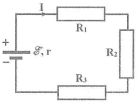 I
R₁
+
ℰ, r
−
R₂
R₃